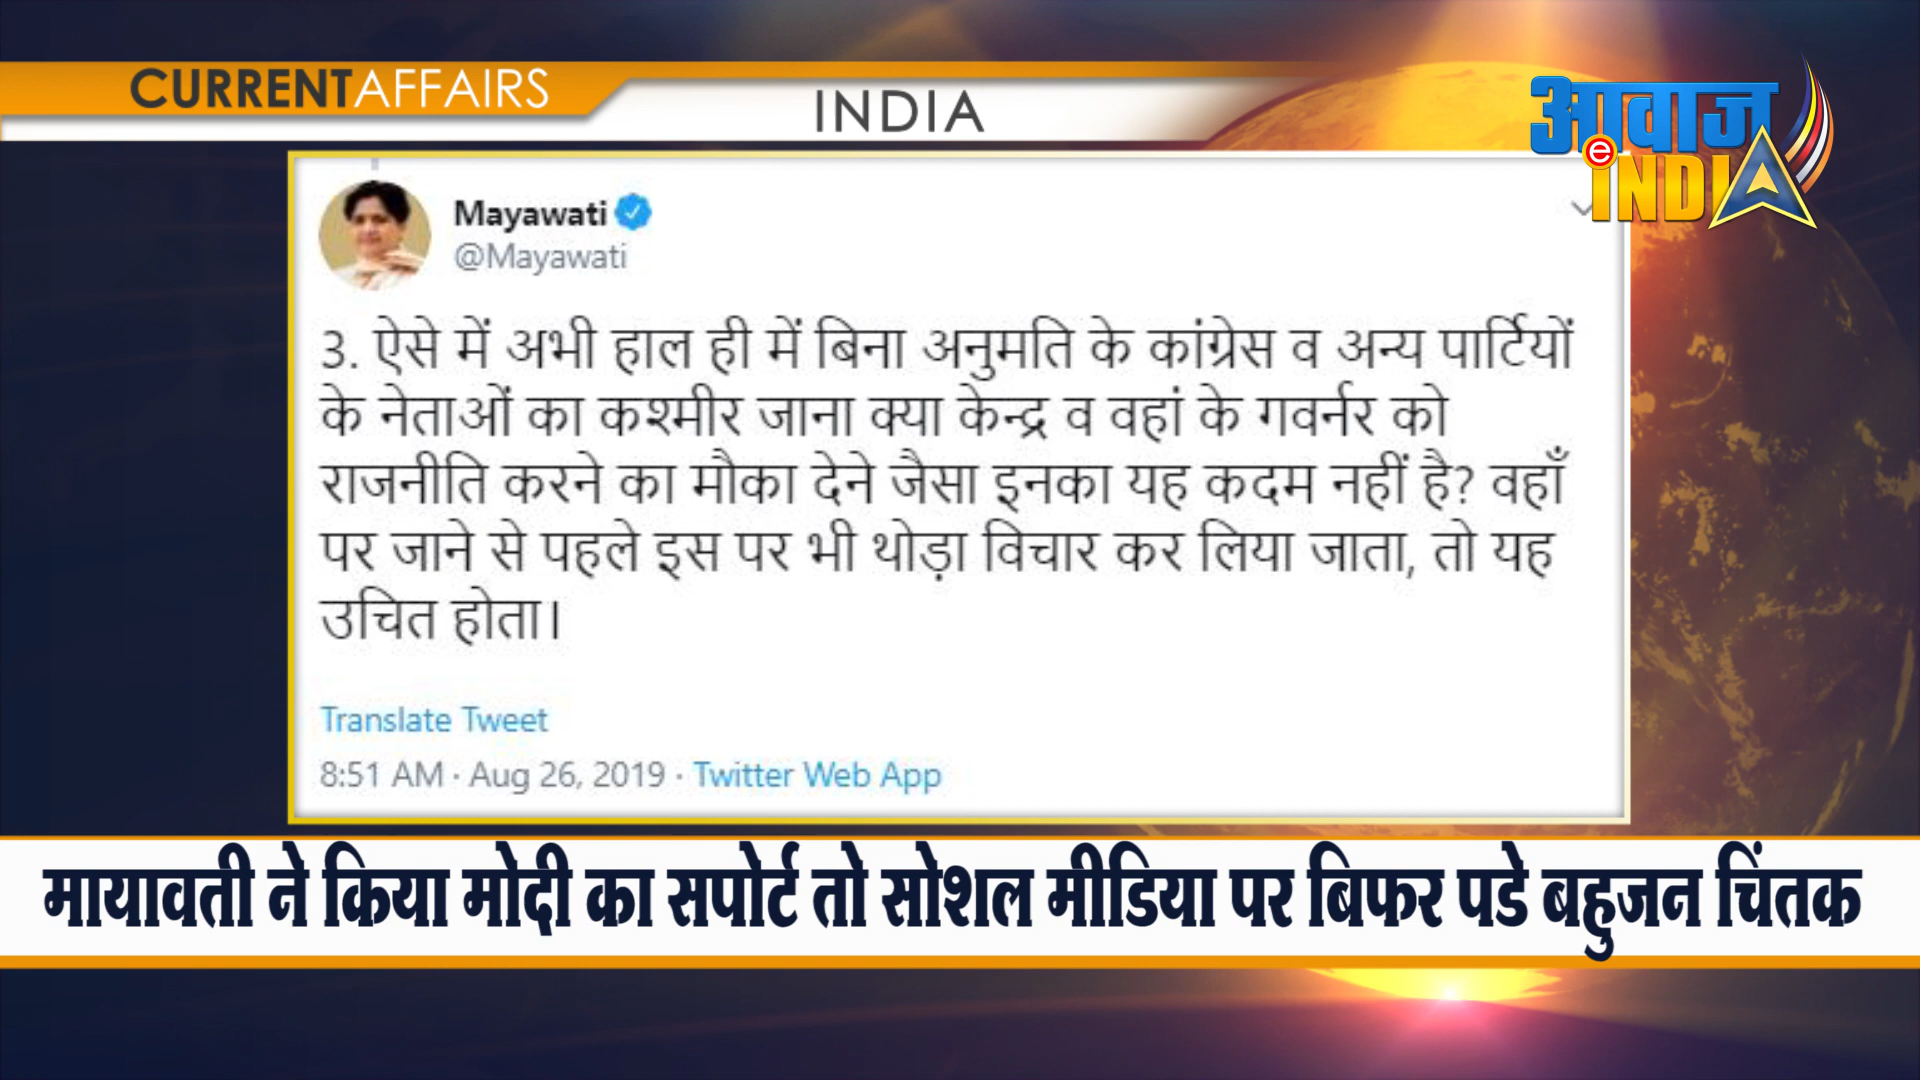 CURRENTAFFAIRS
INDIA
आवाज
e
INDIA
Mayawati
@Mayawati
3. ऐसे में अभी हाल ही में बिना अनुमति के कांग्रेस व अन्य पार्टियों
के नेताओं का कश्मीर जाना क्या केन्द्र व वहां के गवर्नर को
राजनीति करने का मौका देने जैसा इनका यह कदम नहीं है? वहाँ
पर जाने से पहले इस पर भी थोड़ा विचार कर लिया जाता, तो यह
उचित होता।
Translate Tweet
8:51 AM · Aug 26, 2019 · Twitter Web App
मायावती ने किया मोदी का सपोर्ट तो सोशल मीडिया पर बिफर पडे बहुजन चिंतक